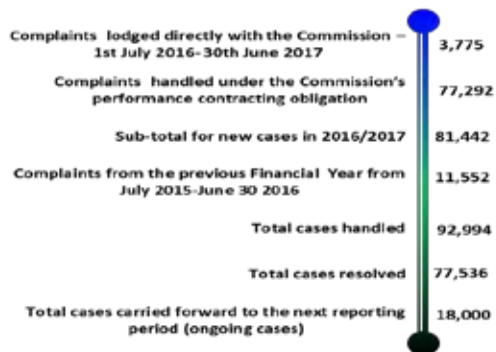 Complaints lodged directly with the Commission –
1st July 2016- 30th June 2017
3,775
Complaints handled under the Commission's
performance contracting obligation
77,292
Sub-total for new cases in 2016/2017
81,442
Complaints from the previous Financial Year from
July 2015-June 30 2016
11,552
Total cases handled
92,994
Total cases resolved
77,536
Total cases carried forward to the next reporting
period (ongoing cases)
18,000